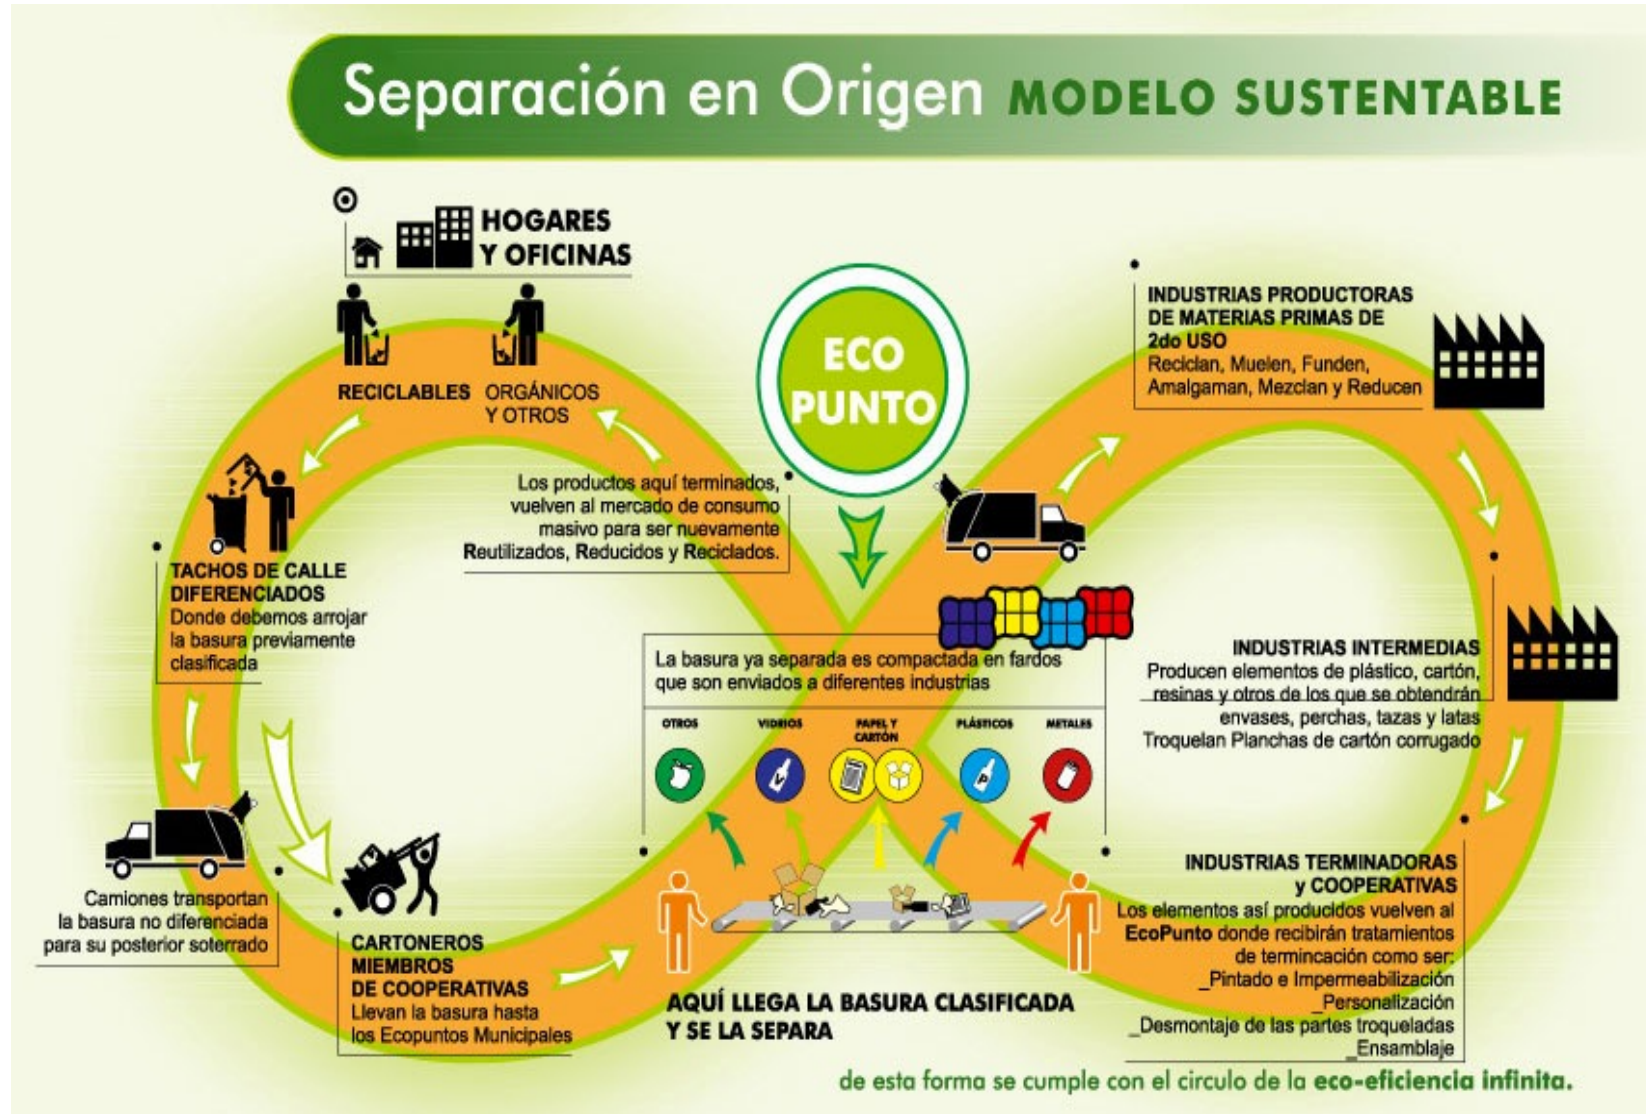 Separación en Origen MODELO SUSTENTABLE
HOGARES
Y OFICINAS
RECICLABLES
ORGÁNICOS
Y OTROS
ECO
PUNTO
Los productos aquí terminados,
vuelven al mercado de consumo
masivo para ser nuevamente
Reutilizados, Reducidos y Reciclados.
TACHOS DE CALLE
DIFERENCIADOS
Donde debemos arrojar
la basura previamente
clasificada
Camiones transportan
la basura no diferenciada
para su posterior soterrado
CARTONEROS
MIEMBROS
DE COOPERATIVAS
Llevan la basura hasta
los Ecopuntos Municipales
La basura ya separada es compactada en fardos
que son enviados a diferentes industrias
OTROS
VIDRIOS
PAPEL Y
CARTÓN
PLÁSTICOS
METALES
V
P
AQUÍ LLEGA LA BASURA CLASIFICADA
Y SE LA SEPARA
INDUSTRIAS PRODUCTORAS
DE MATERIAS PRIMAS DE
2do USO
Reciclan, Muelen, Funden,
Amalgaman, Mezclan y Reducen
INDUSTRIAS INTERMEDIAS
Producen elementos de plástico, cartón,
resinas y otros de los que se obtendrán
envases, perchas, tazas y latas
Troquelan Planchas de cartón corrugado
INDUSTRIAS TERMINADORAS
y COOPERATIVAS
Los elementos así producidos vuelven al
EcoPunto donde recibirán tratamientos
de termincación como ser:
_Pintado e Impermeabilización
_Personalización
_Desmontaje de las partes troqueladas
_Ensamblaje
de esta forma se cumple con el circulo de la eco-eficiencia infinita.